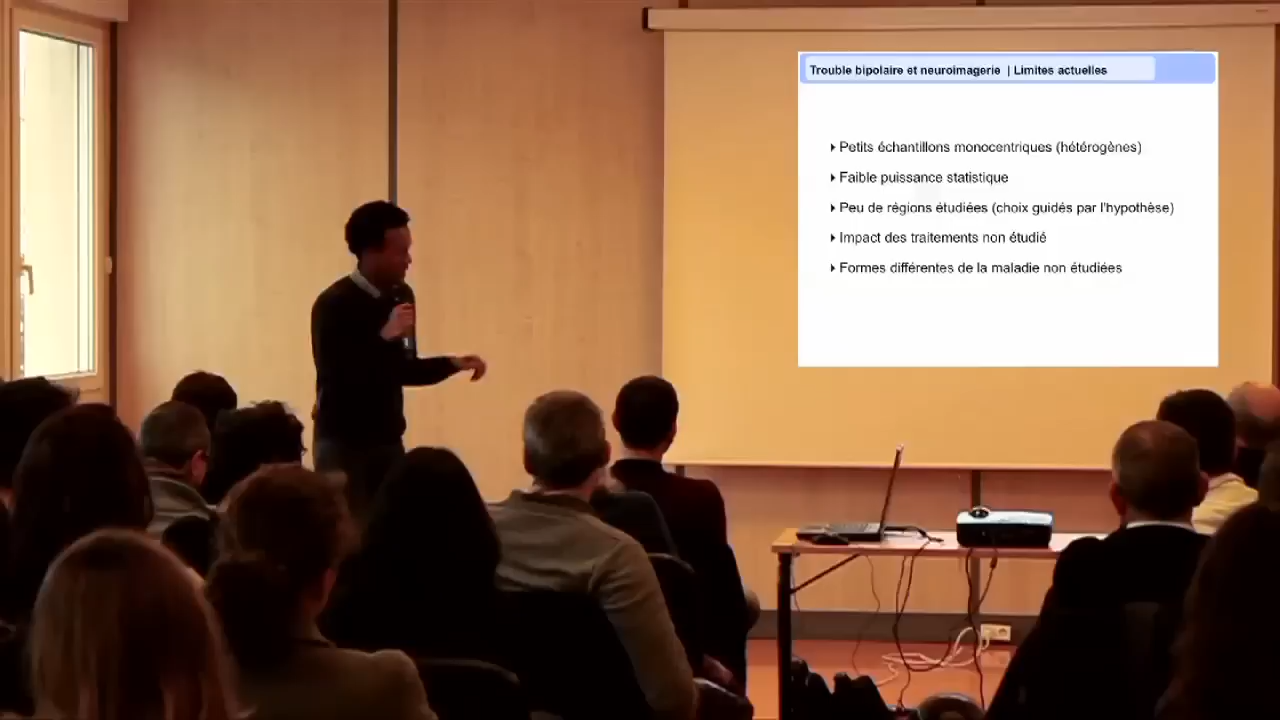 Trouble bipolaire et neuroimagerie | Limites actuelles
Petits échantillons monocentriques (hétérogènes)
Faible puissance statistique
Peu de régions étudiées (choix guidés par l'hypothèse)
Impact des traitements non étudié
Formes différentes de la maladie non étudiées